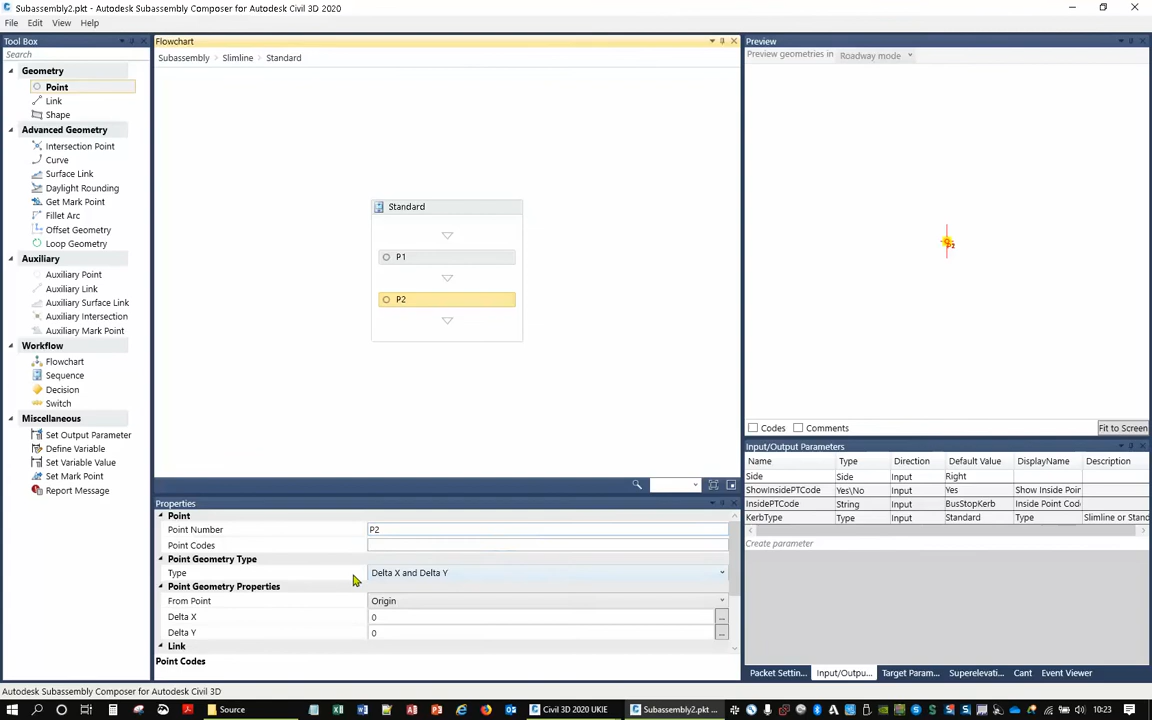 Subassembly2.pkt - Autodesk Subassembly Composer for Autodesk Civil 3D 2020
File Edit View Help
Tool Box
Search
Geometry
Point
Link
Shape
Advanced Geometry
Intersection Point
Curve
Surface Link
Daylight Rounding
Get Mark Point
Fillet Arc
Offset Geometry
Loop Geometry
Auxiliary
Auxiliary Point
Auxiliary Link
Auxiliary Surface Link
Auxiliary Intersection
Auxiliary Mark Point
Workflow
Flowchart
Sequence
Decision
Switch
Miscellaneous
Set Output Parameter
Define Variable
Set Variable Value
Set Mark Point
Report Message
Flowchart
Subassembly Slimline Standard
Standard
P1
P2
Properties
Point
Point Number P2
Point Codes
Point Geometry Type
Type Delta X and Delta Y
Point Geometry Properties
From Point Origin
Delta X 0 ...
Delta Y 0 ...
Link
Point Codes
Preview
Preview geometries in Roadway mode
Codes Comments Fit to Screen
Input/Output Parameters
Name Type Direction Default Value DisplayName Description
Side Side Input Right
ShowInsidePTCode Yes\No Input Yes Show Inside Poin
InsidePTCode String Input BusStopKerb Inside Point Code
KerbType Type Input Standard Type Slimline or Stand
Create parameter
Packet Settin... Input/Outpu... Target Param... Superelevati... Cant Event Viewer
Autodesk Subassembly Composer for Autodesk Civil 3D
Source Civil 3D 2020 UKIE Subassembly2.pkt ... 10:23